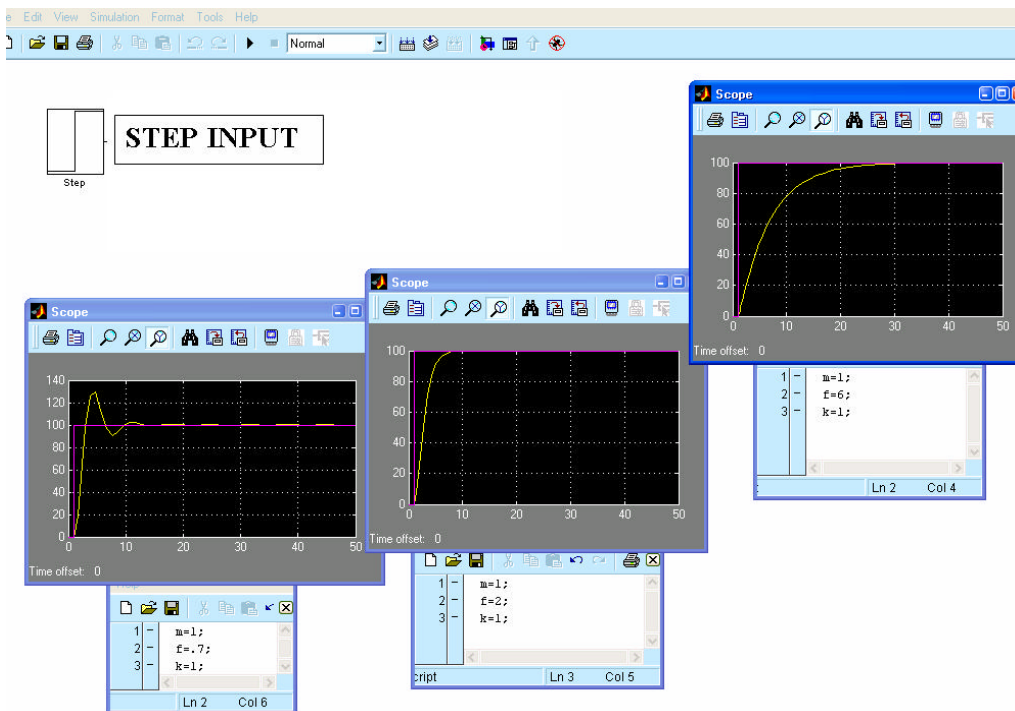 e Edit View Simulation Format Tools Help
Normal
STEP INPUT
Step
Scope
100
80
60
40
20
0
0 10 20 30 40 50
Time offset: 0
1 - m=1;
2 - f=6;
3 - k=1;
Ln 2 Col 4
Scope
100
80
60
40
20
0
0 10 20 30 40 50
Time offset: 0
1 - m=1;
2 - f=2;
3 - k=1;
cript Ln 3 Col 5
Scope
140
120
100
80
60
40
20
0
0 10 20 30 40 50
Time offset: 0
1 - m=1;
2 - f=.7;
3 - k=1;
Ln 2 Col 6